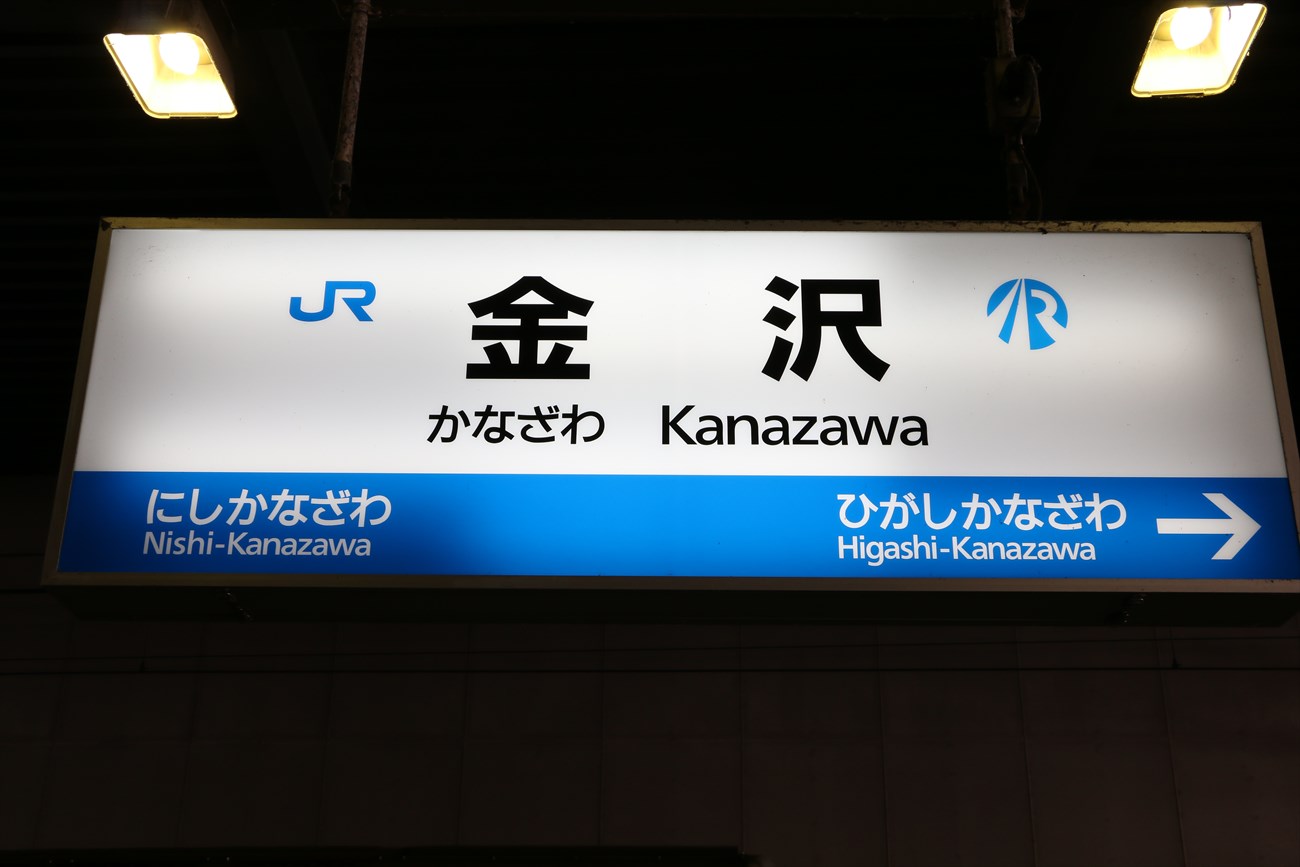 JR 金沢 IR
かなざわ Kanazawa
にしかなざわ ひがしかなざわ →
Nishi-Kanazawa Higashi-Kanazawa